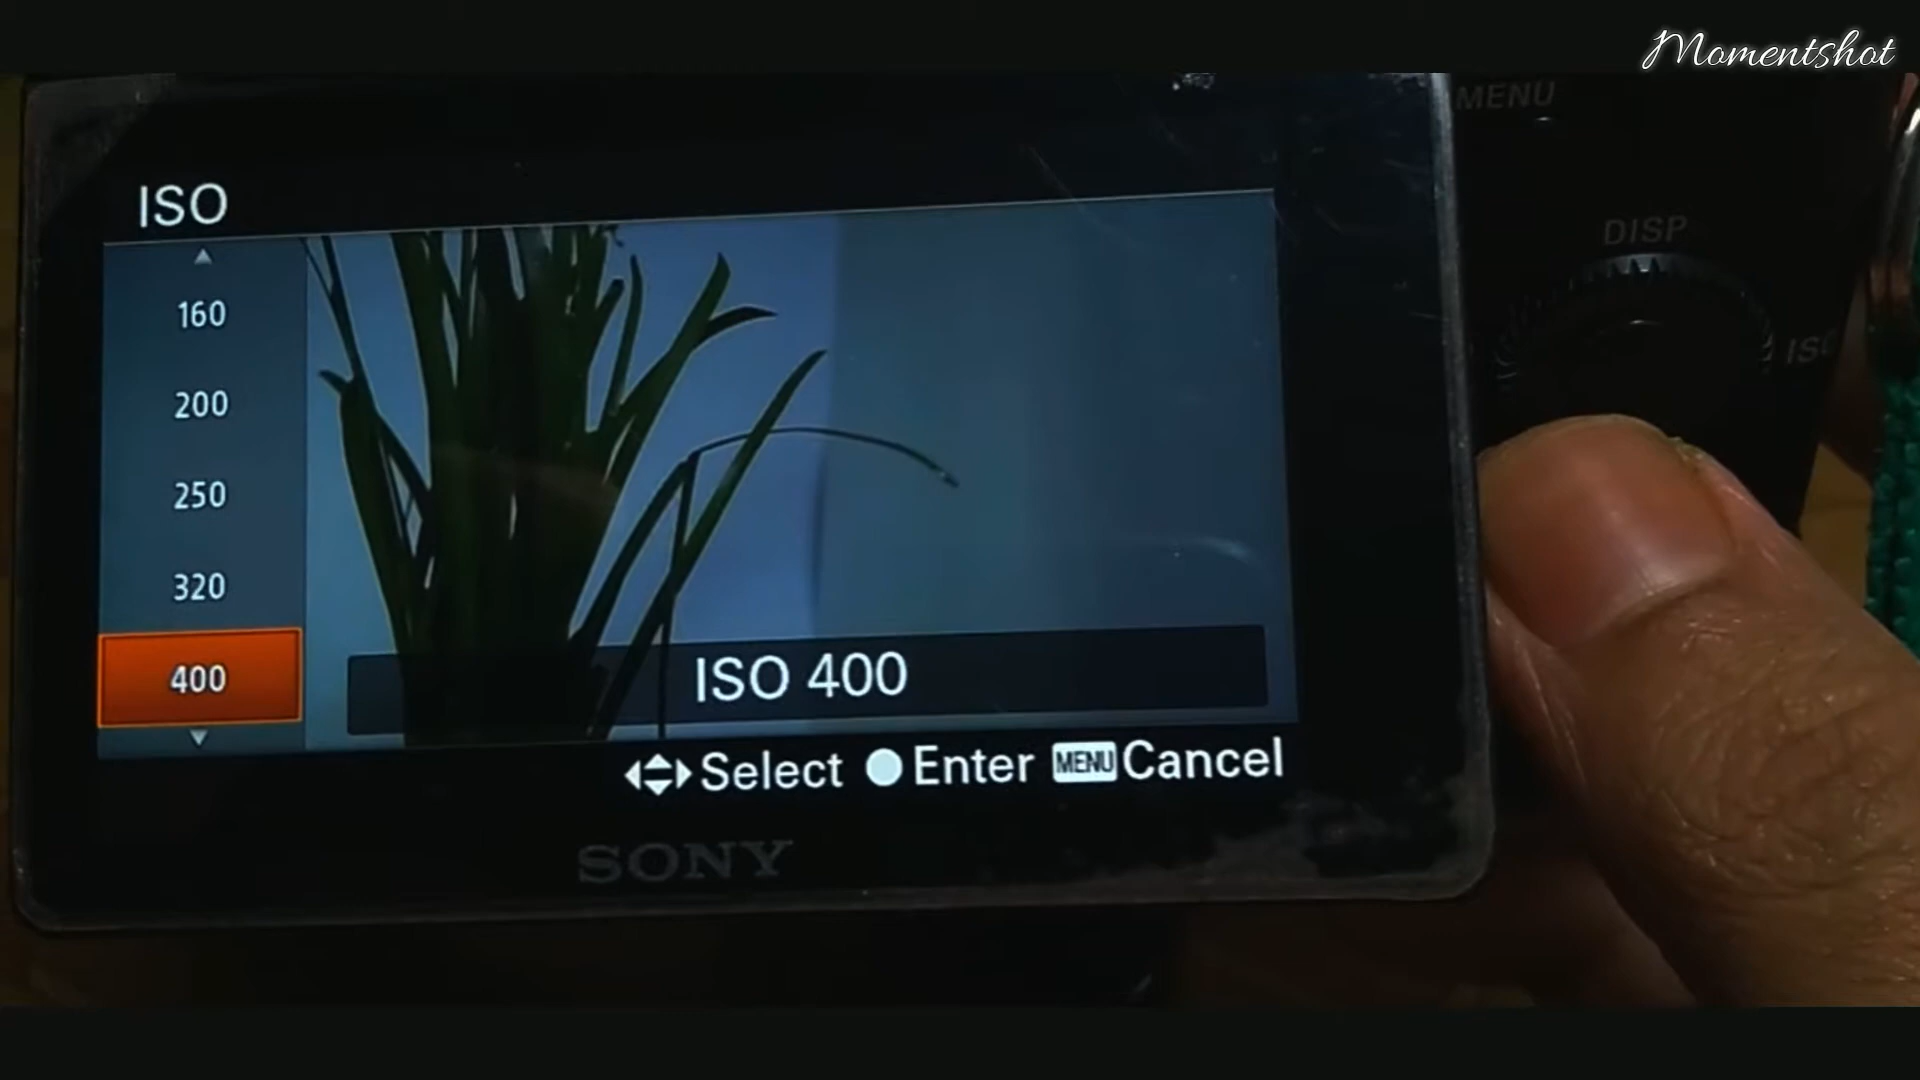 Momentshot
MENU
ISO
DISP
160
200
ISO
250
320
400
ISO 400
Select Enter MENU Cancel
SONY